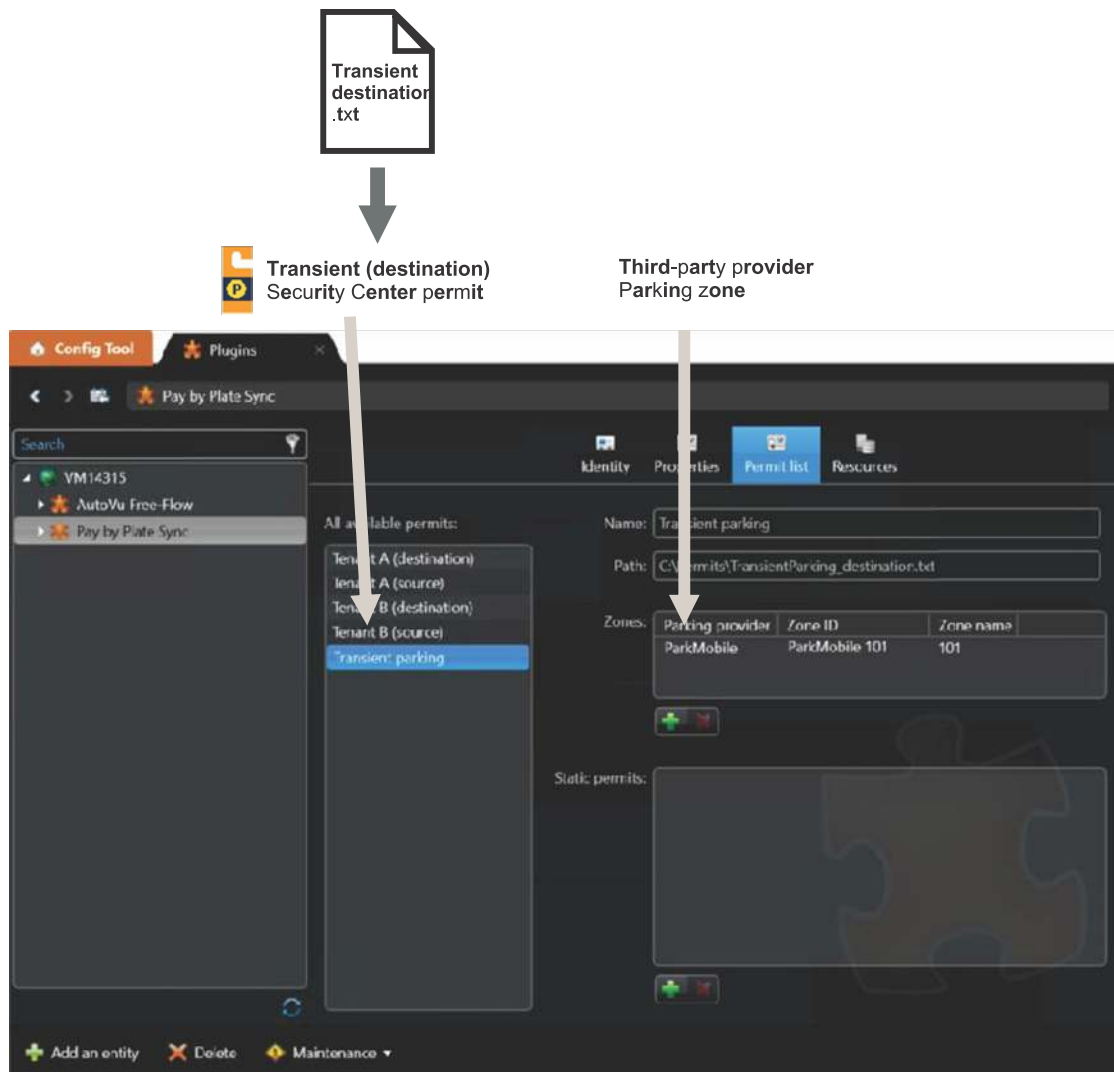 Transient
destination
.txt
Transient (destination)
Security Center permit
Third-party provider
Parking zone
Config Tool
Plugins
Pay by Plate Sync
Search
VM14315
AutoVu Free-Flow
Pay by Plate Sync
Identity
Properties
Permit list
Resources
All available permits:
Tenant A (destination)
Tenant A (source)
Tenant B (destination)
Tenant B (source)
Transient parking
Name: Transient parking
Path: C:\Permits\TransientParking_destination.txt
Zones:
Parking provider Zone ID Zone name
ParkMobile ParkMobile 101 101
Static permits:
Add an entity
Delete
Maintenance